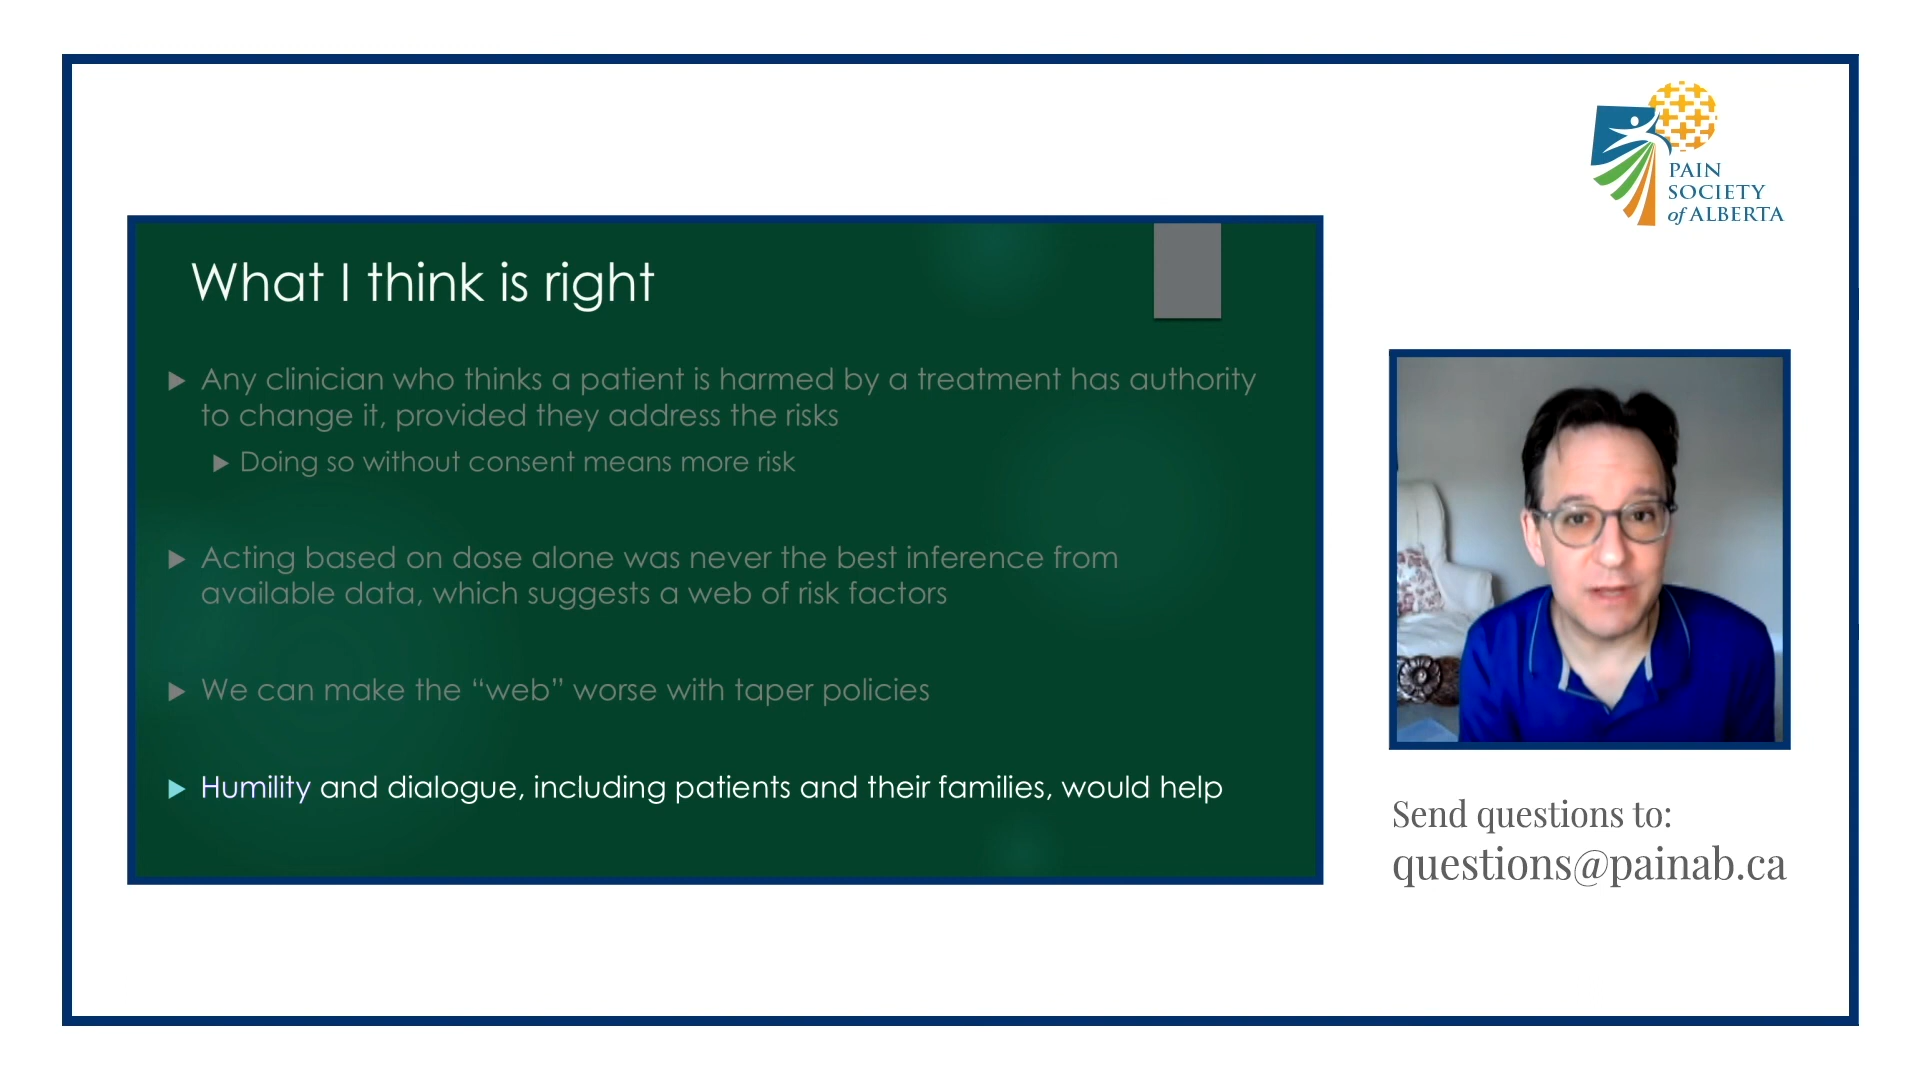 PAIN
SOCIETY
of ALBERTA
What I think is right
Any clinician who thinks a patient is harmed by a treatment has authority
to change it, provided they address the risks
Doing so without consent means more risk
Acting based on dose alone was never the best inference from
available data, which suggests a web of risk factors
We can make the “web” worse with taper policies
Humility and dialogue, including patients and their families, would help
Send questions to:
questions@painab.ca